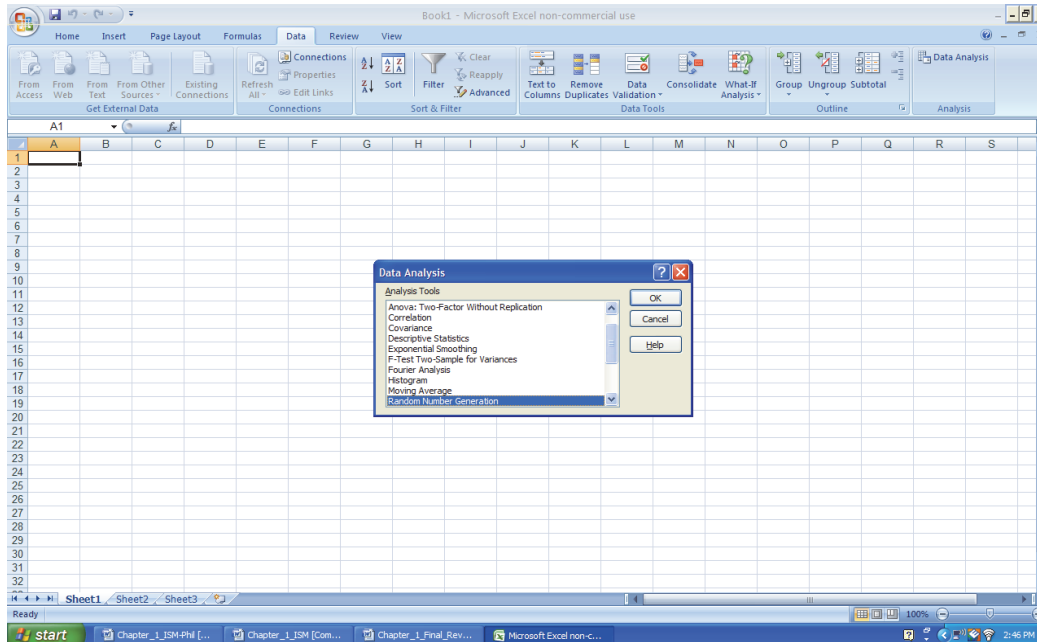 Book1 - Microsoft Excel non-commercial use
Home Insert Page Layout Formulas Data Review View
From Access
From Web
From Text
From Other Sources
Existing Connections
Get External Data
Refresh All
Connections
Properties
Edit Links
Connections
Sort
Filter
Clear
Reapply
Advanced
Sort & Filter
Text to Columns
Remove Duplicates
Data Validation
Consolidate
What-If Analysis
Data Tools
Group
Ungroup
Subtotal
Outline
Data Analysis
Analysis
A1 fx
A B C D E F G H I J K L M N O P Q R S
1
2
3
4
5
6
7
8
9
10
11
12
13
14
15
16
17
18
19
20
21
22
23
24
25
26
27
28
29
30
31
32
Data Analysis
Analysis Tools
Anova: Two-Factor Without Replication
Correlation
Covariance
Descriptive Statistics
Exponential Smoothing
F-Test Two-Sample for Variances
Fourier Analysis
Histogram
Moving Average
Random Number Generation
OK
Cancel
Help
Sheet1 Sheet2 Sheet3
Ready 100%
start Chapter_1_ISM-Phil [... Chapter_1_ISM [Com... Chapter_1_Final_Rev... Microsoft Excel non-c... 2:46 PM